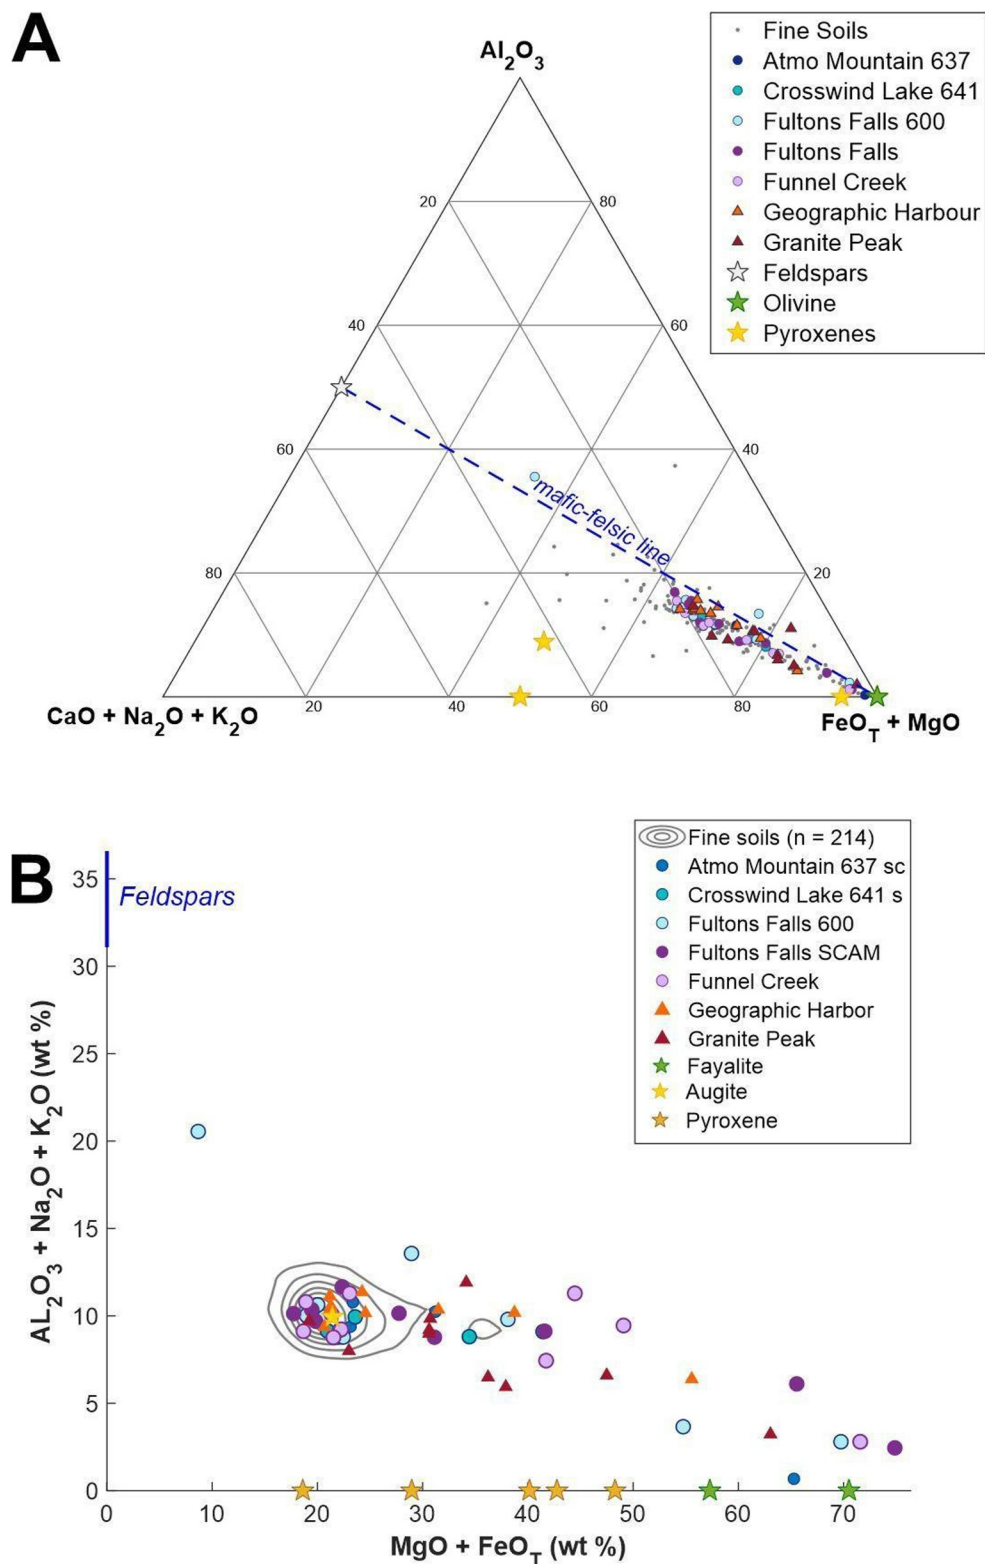 A
Al2O3
Fine Soils
Atmo Mountain 637
Crosswind Lake 641
Fultons Falls 600
Fultons Falls
Funnel Creek
Geographic Harbour
Granite Peak
Feldspars
Olivine
Pyroxenes
20
80
40
60
60
40
mafic-felsic line
80
20
20
40
60
80
CaO + Na2O + K2O
FeOT + MgO
B
Fine soils (n = 214)
Atmo Mountain 637 sc
Crosswind Lake 641 s
Fultons Falls 600
Fultons Falls SCAM
Funnel Creek
Geographic Harbor
Granite Peak
Fayalite
Augite
Pyroxene
Feldspars
35
30
25
20
15
10
5
0
AL2O3 + Na2O + K2O (wt %)
0
10
20
30
40
50
60
70
MgO + FeOT (wt %)